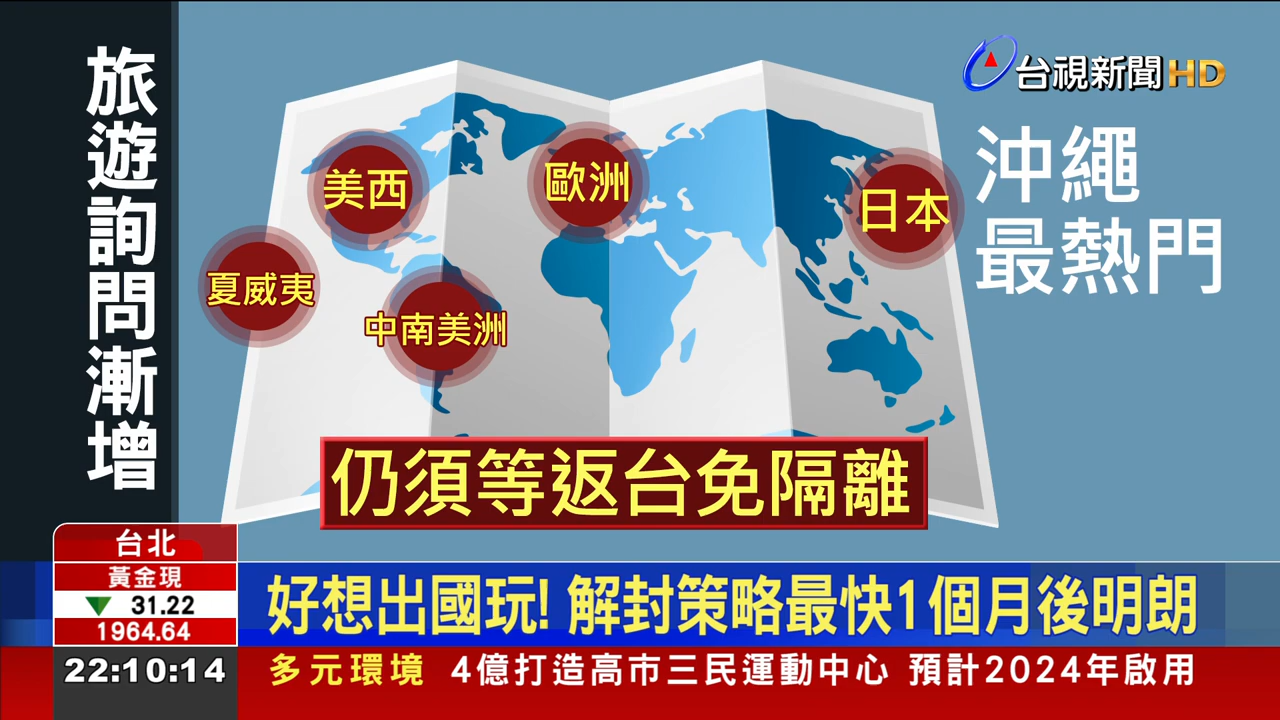 旅遊詢問漸增
台視新聞HD
沖繩
最熱門
美西
歐洲
日本
夏威夷
中南美洲
仍須等返台免隔離
台北
黃金現
31.22
1964.64
22:10:14
好想出國玩! 解封策略最快1個月後明朗
多元環境 4億打造高市三民運動中心 預計2024年啟用